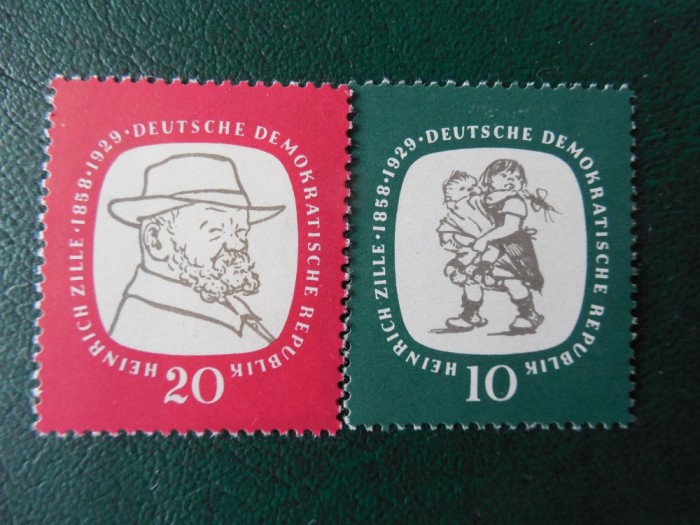 HEINRICH ZILLE · 1858 · 1929 · DEUTSCHE DEMOKRATISCHE REPUBLIK
20
HEINRICH ZILLE · 1858 · 1929 · DEUTSCHE DEMOKRATISCHE REPUBLIK
10